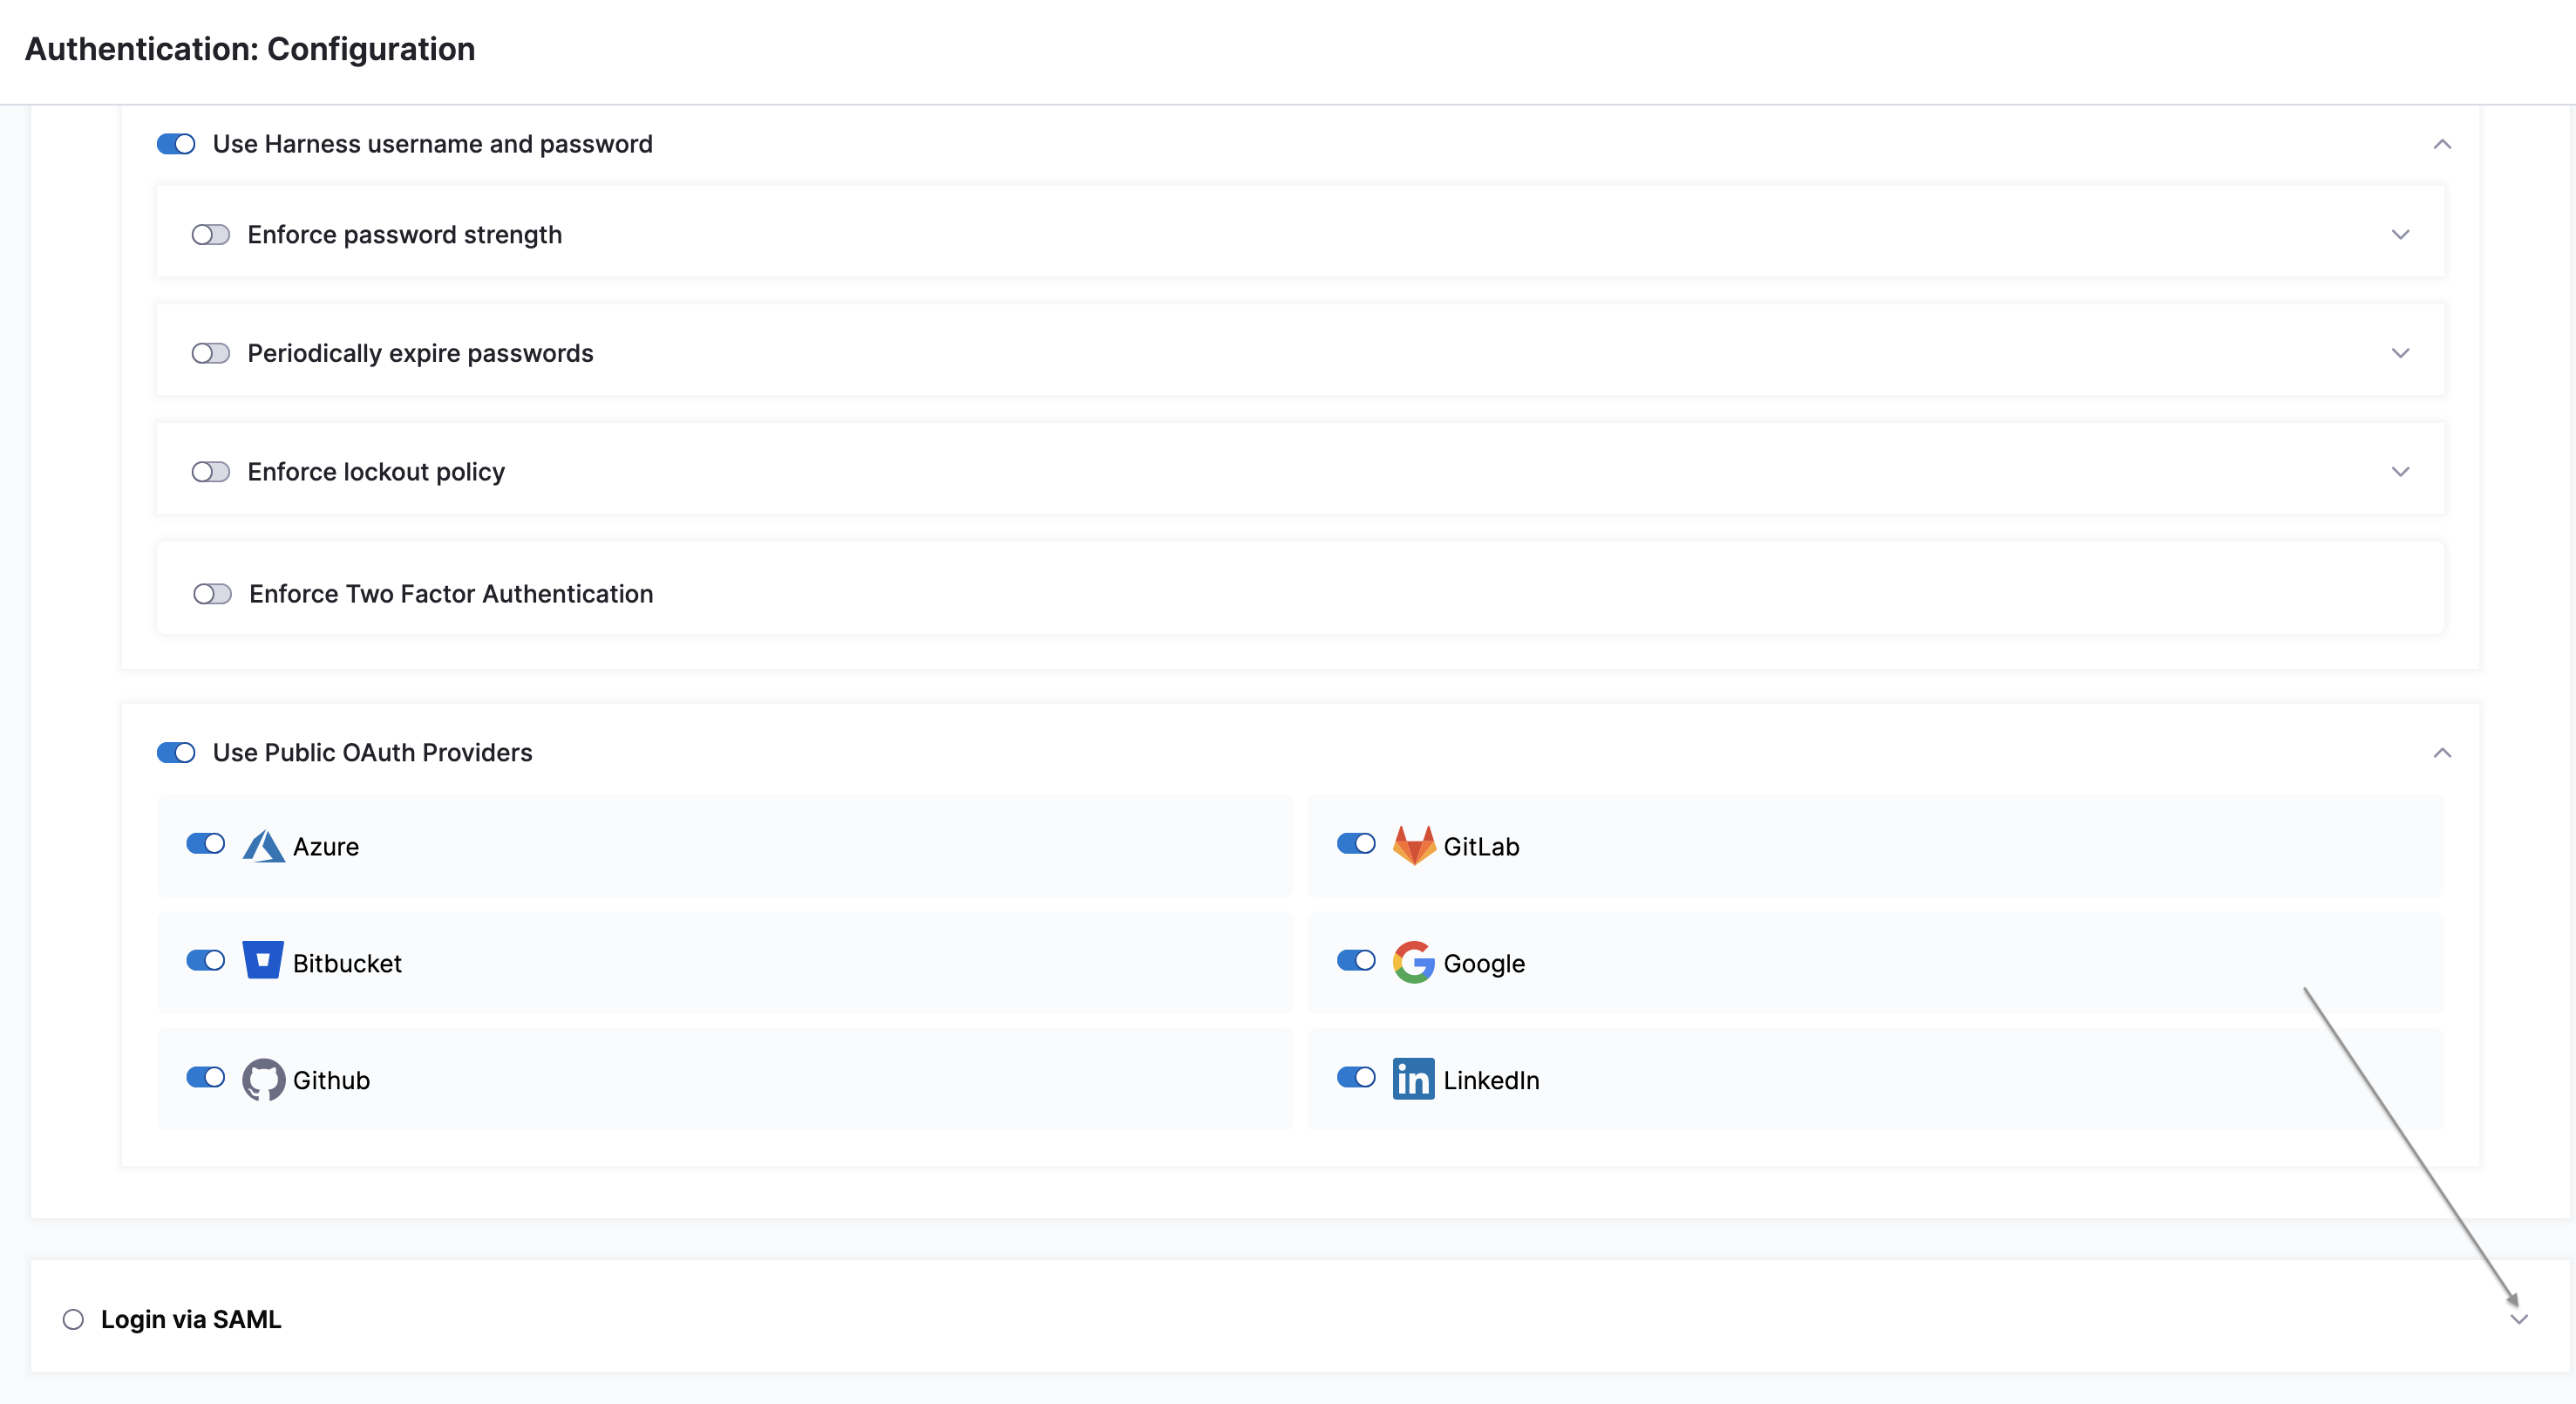 Authentication: Configuration
Use Harness username and password
Enforce password strength
Periodically expire passwords
Enforce lockout policy
Enforce Two Factor Authentication
Use Public OAuth Providers
Azure
GitLab
Bitbucket
Google
Github
in LinkedIn
Login via SAML